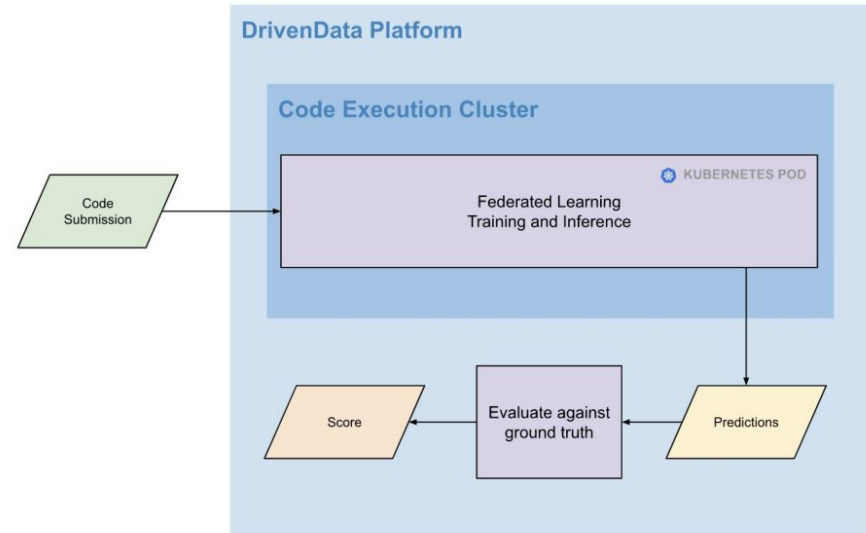 DrivenData Platform
Code Execution Cluster
KUBERNETES POD
Federated Learning
Training and Inference
Code
Submission
Score
Evaluate against
ground truth
Predictions